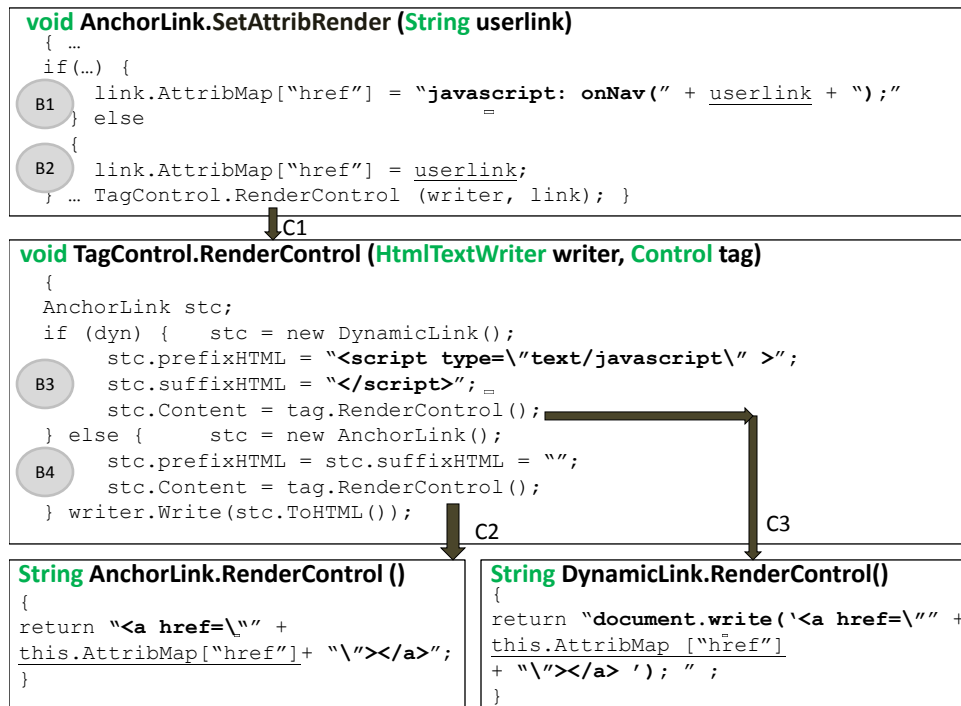 void AnchorLink.SetAttribRender (String userlink)
{ …
if(…) {
B1 link.AttribMap[“href”] = “javascript: onNav(” + userlink + “);”
} else
{
B2 link.AttribMap[“href”] = userlink;
} … TagControl.RenderControl (writer, link); }
C1
void TagControl.RenderControl (HtmlTextWriter writer, Control tag)
{
AnchorLink stc;
if (dyn) { stc = new DynamicLink();
stc.prefixHTML = “<script type=\”text/javascript\” >”;
B3 stc.suffixHTML = “</script>”;
stc.Content = tag.RenderControl();
} else { stc = new AnchorLink();
B4 stc.prefixHTML = stc.suffixHTML = “”;
stc.Content = tag.RenderControl();
} writer.Write(stc.ToHTML());
C2
C3
String AnchorLink.RenderControl ()
{
return “<a href=\“” +
this.AttribMap[“href”]+ “\”></a>”;
}
String DynamicLink.RenderControl()
{
return “document.write(‘<a href=\”” +
this.AttribMap [“href”]
+ “\”></a> ’); ” ;
}